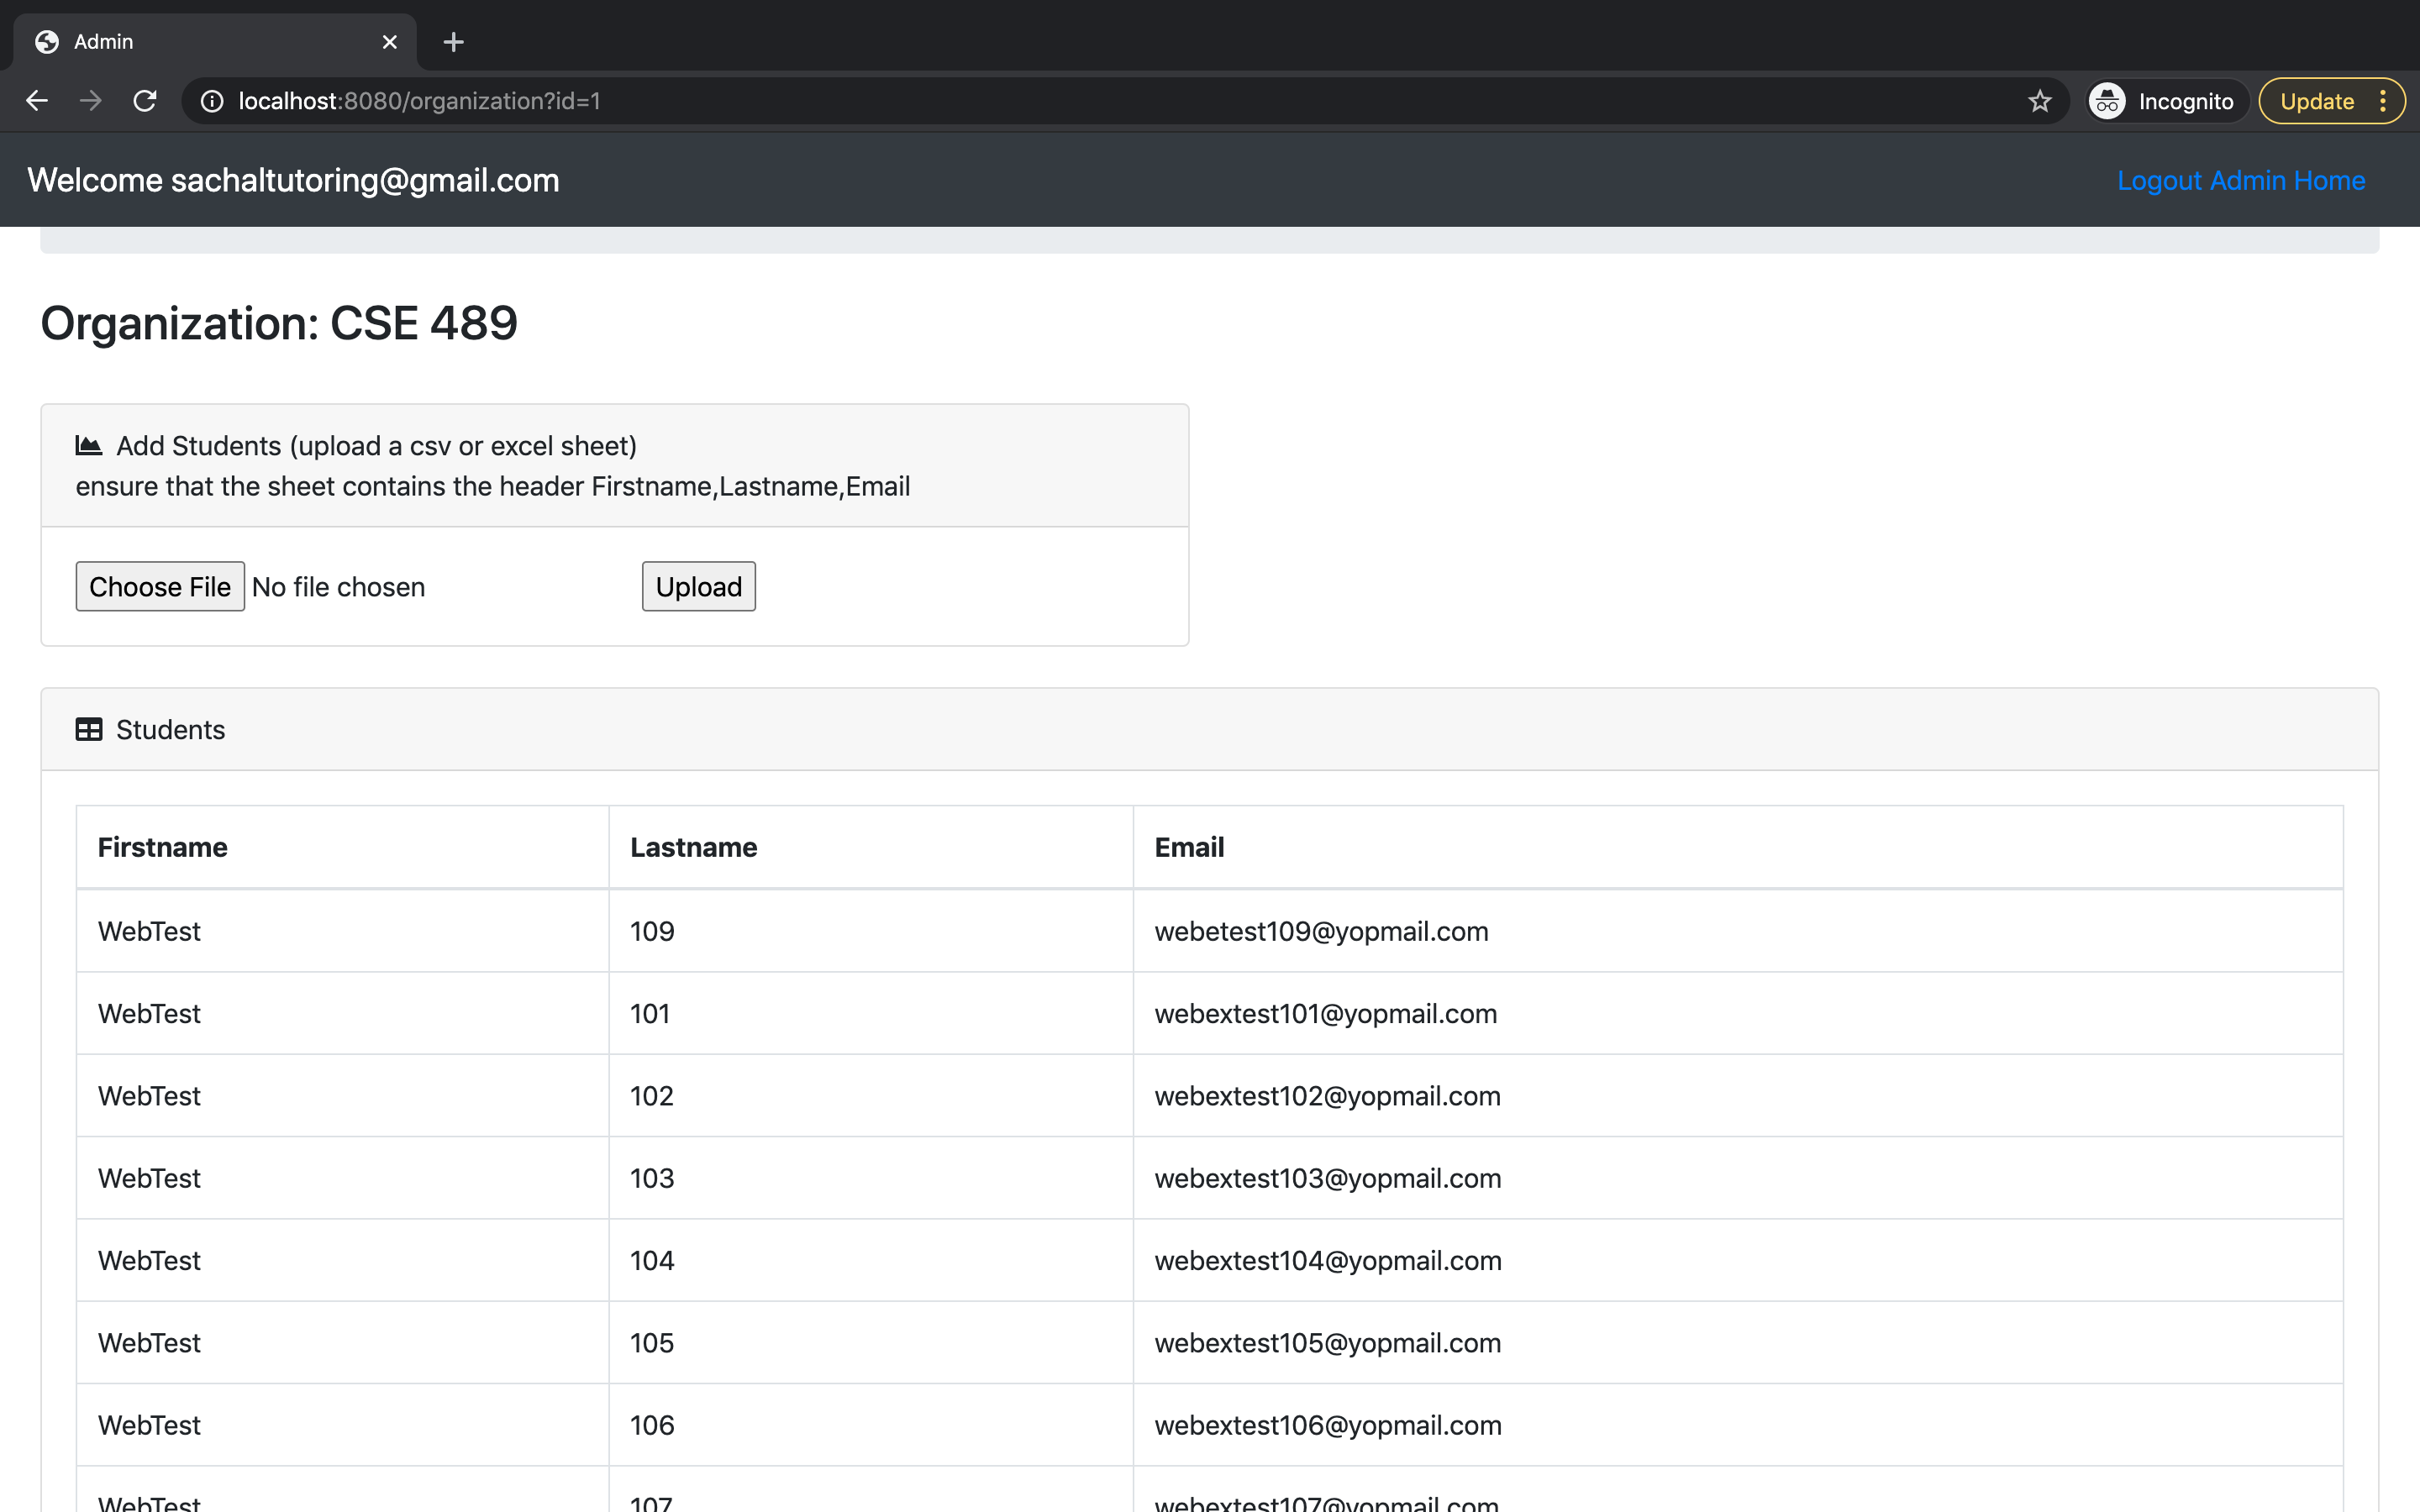 Admin
localhost:8080/organization?id=1
Incognito
Update
Welcome sachaltutoring@gmail.com
Logout Admin Home
Organization: CSE 489
Add Students (upload a csv or excel sheet)
ensure that the sheet contains the header Firstname,Lastname,Email
Choose File No file chosen Upload
Students
Firstname Lastname Email
WebTest 109 webetest109@yopmail.com
WebTest 101 webextest101@yopmail.com
WebTest 102 webextest102@yopmail.com
WebTest 103 webextest103@yopmail.com
WebTest 104 webextest104@yopmail.com
WebTest 105 webextest105@yopmail.com
WebTest 106 webextest106@yopmail.com
WebTest 107 webextest107@yopmail.com